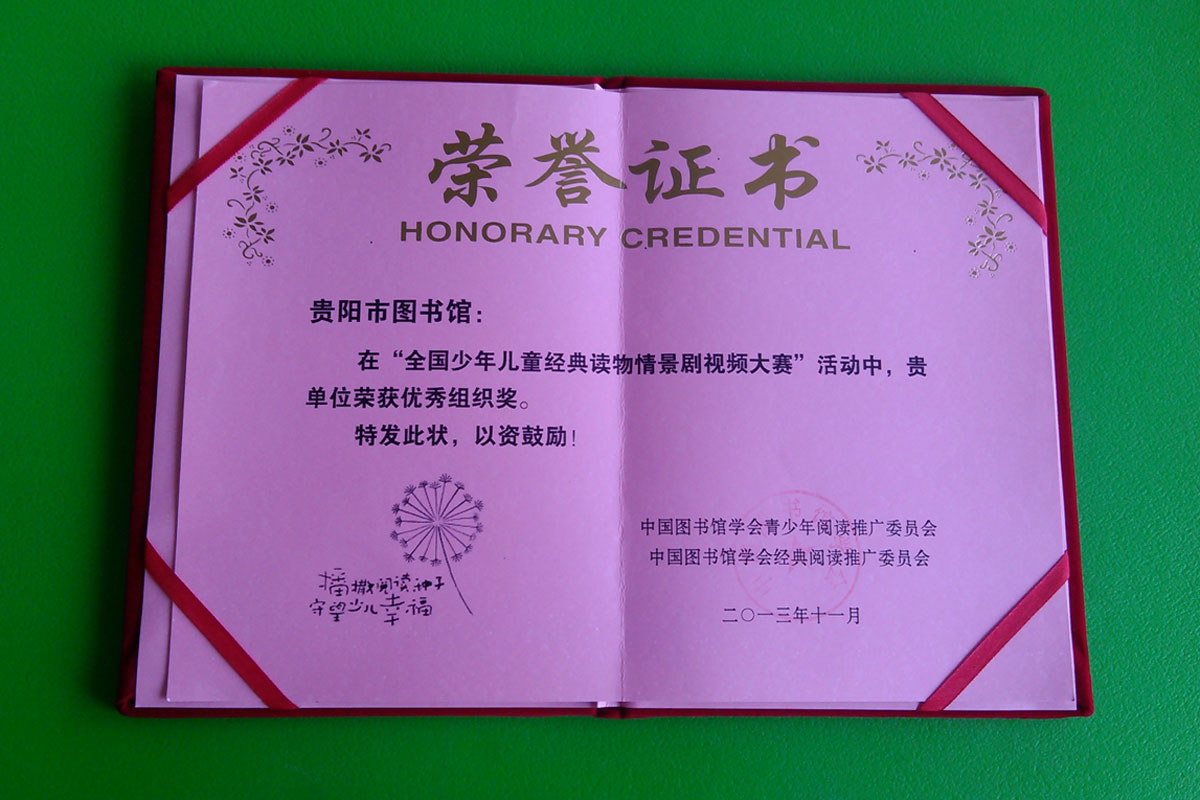 荣誉证书
HONORARY CREDENTIAL
贵阳市图书馆：
在“全国少年儿童经典读物情景剧视频大赛”活动中，贵
单位荣获优秀组织奖。
特发此状，以资鼓励！
播撒阅读种子
守望少儿幸福
中国图书馆学会青少年阅读推广委员会
中国图书馆学会经典阅读推广委员会
二〇一三年十一月